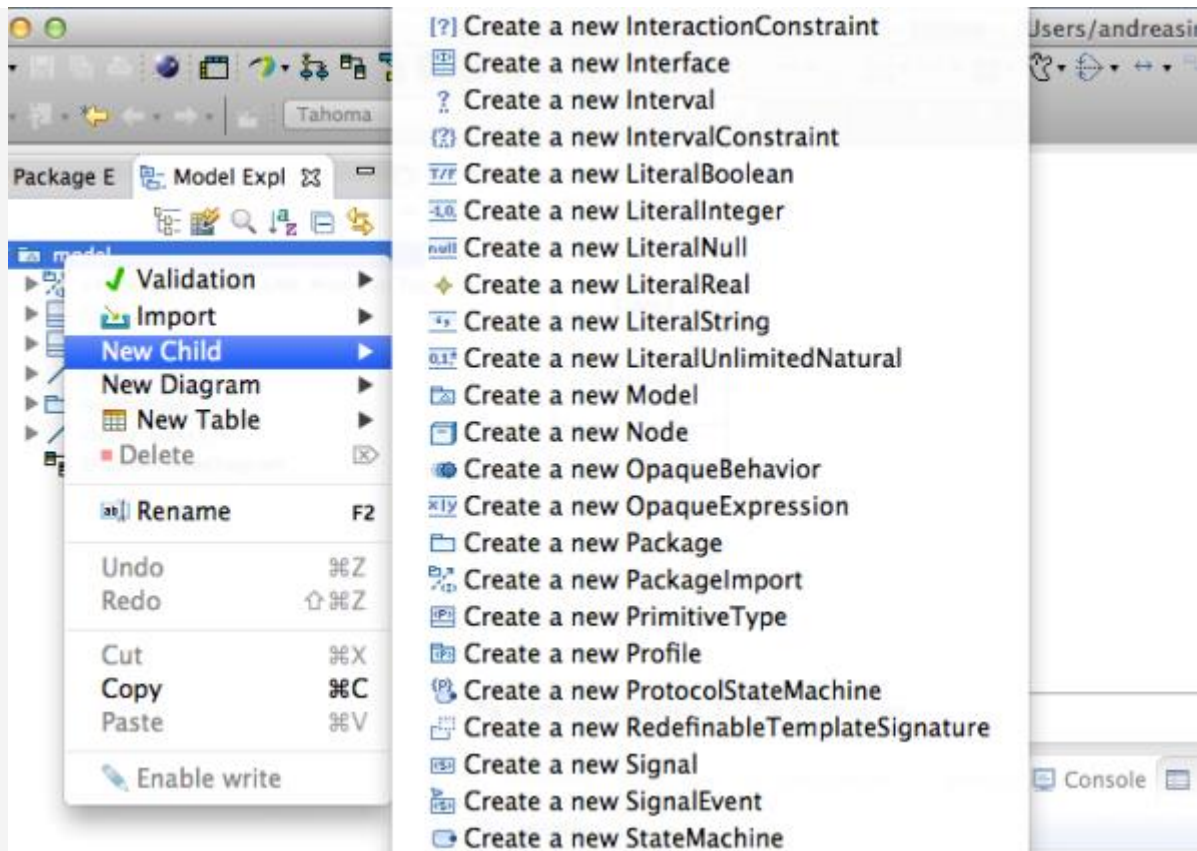 Users/andreasin
Tahoma
Package E
Model Expl
model
Validation
Import
New Child
New Diagram
New Table
Delete
Rename F2
Undo ⌘Z
Redo ⇧⌘Z
Cut ⌘X
Copy ⌘C
Paste ⌘V
Enable write
[?] Create a new InteractionConstraint
Create a new Interface
? Create a new Interval
{?} Create a new IntervalConstraint
T/F Create a new LiteralBoolean
-1,0, Create a new LiteralInteger
null Create a new LiteralNull
Create a new LiteralReal
Create a new LiteralString
0,1,* Create a new LiteralUnlimitedNatural
Create a new Model
Create a new Node
Create a new OpaqueBehavior
x|y Create a new OpaqueExpression
Create a new Package
Create a new PackageImport
Create a new PrimitiveType
Create a new Profile
Create a new ProtocolStateMachine
Create a new RedefinableTemplateSignature
Create a new Signal
Create a new SignalEvent
Create a new StateMachine
Console